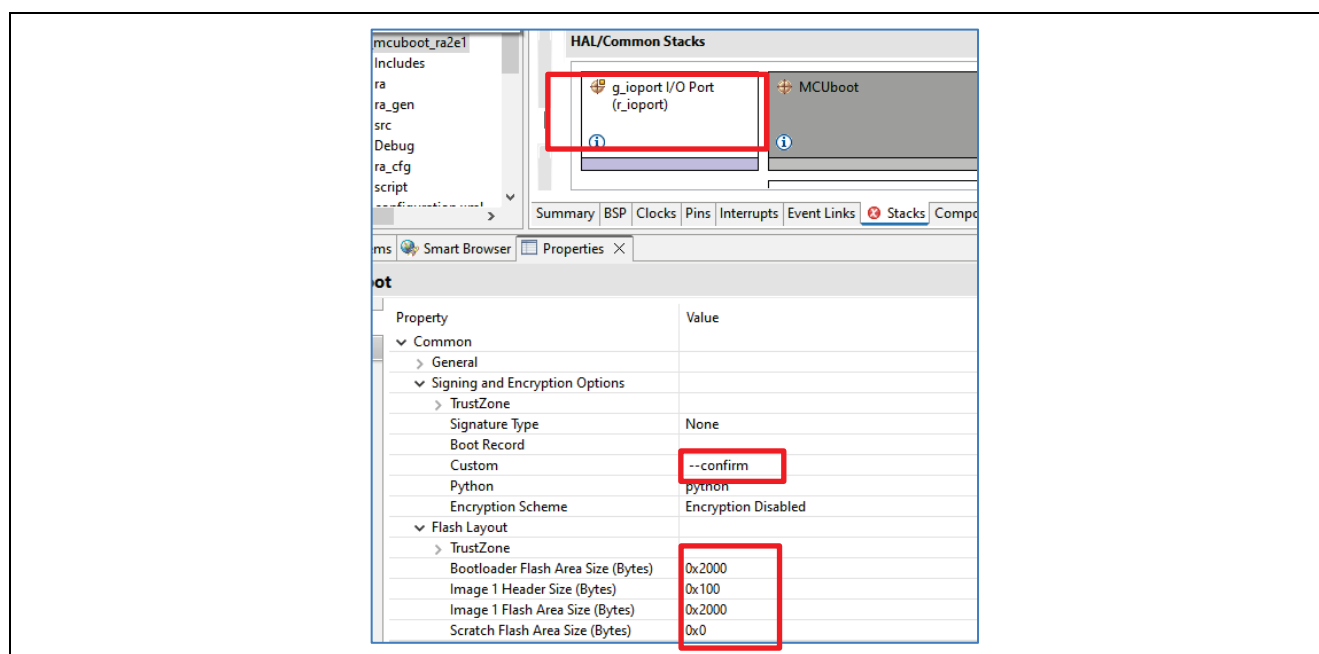 mcuboot_ra2e1
Includes
ra
ra_gen
src
Debug
ra_cfg
script
HAL/Common Stacks
g_ioport I/O Port
(r_ioport)
MCUboot
Summary BSP Clocks Pins Interrupts Event Links Stacks Compo
ms Smart Browser Properties
ot
Property Value
Common
General
Signing and Encryption Options
TrustZone
Signature Type None
Boot Record
Custom --confirm
Python python
Encryption Scheme Encryption Disabled
Flash Layout
TrustZone
Bootloader Flash Area Size (Bytes) 0x2000
Image 1 Header Size (Bytes) 0x100
Image 1 Flash Area Size (Bytes) 0x2000
Scratch Flash Area Size (Bytes) 0x0